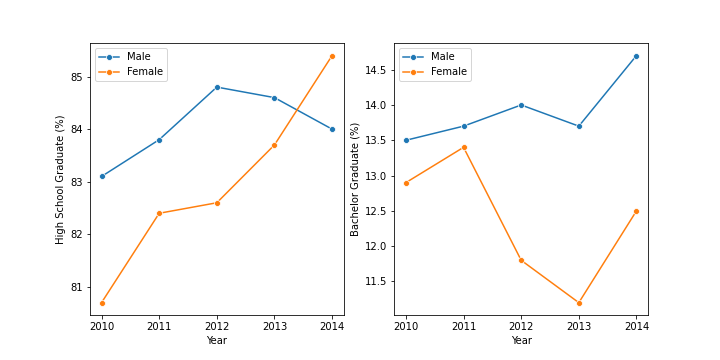 Male
Female
85
84
83
82
81
High School Graduate (%)
2010 2011 2012 2013 2014
Year
Male
Female
14.5
14.0
13.5
13.0
12.5
12.0
11.5
Bachelor Graduate (%)
2010 2011 2012 2013 2014
Year